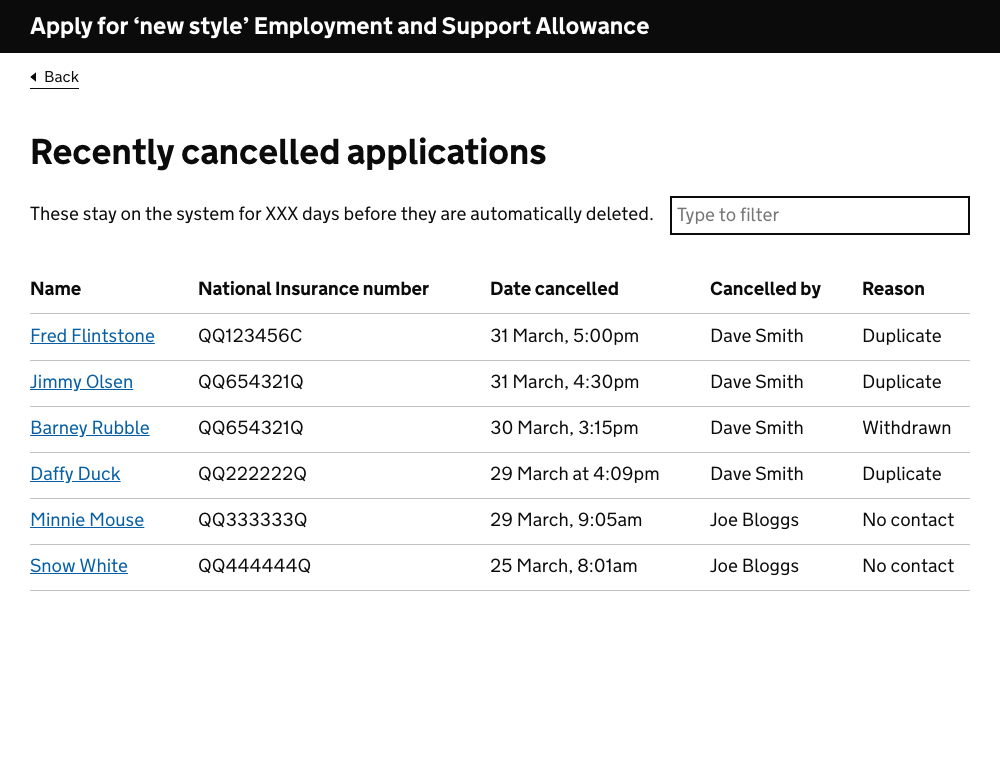 Apply for ‘new style’ Employment and Support Allowance
Back
Recently cancelled applications
These stay on the system for XXX days before they are automatically deleted. Type to filter
Name National Insurance number Date cancelled Cancelled by Reason
Fred Flintstone QQ123456C 31 March, 5:00pm Dave Smith Duplicate
Jimmy Olsen QQ654321Q 31 March, 4:30pm Dave Smith Duplicate
Barney Rubble QQ654321Q 30 March, 3:15pm Dave Smith Withdrawn
Daffy Duck QQ222222Q 29 March at 4:09pm Dave Smith Duplicate
Minnie Mouse QQ333333Q 29 March, 9:05am Joe Bloggs No contact
Snow White QQ444444Q 25 March, 8:01am Joe Bloggs No contact